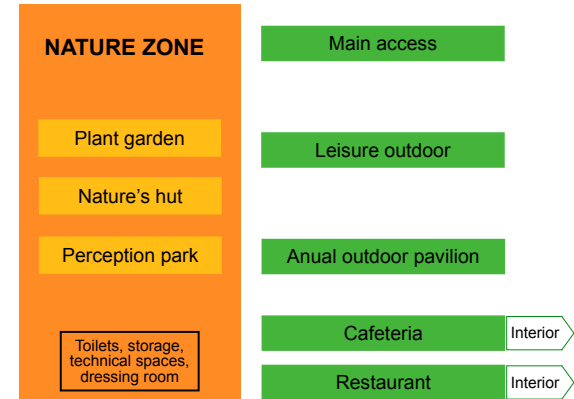 NATURE ZONE
Plant garden
Nature's hut
Perception park
Toilets, storage,
technical spaces,
dressing room
Main access
Leisure outdoor
Anual outdoor pavilion
Cafeteria
Interior
Restaurant
Interior